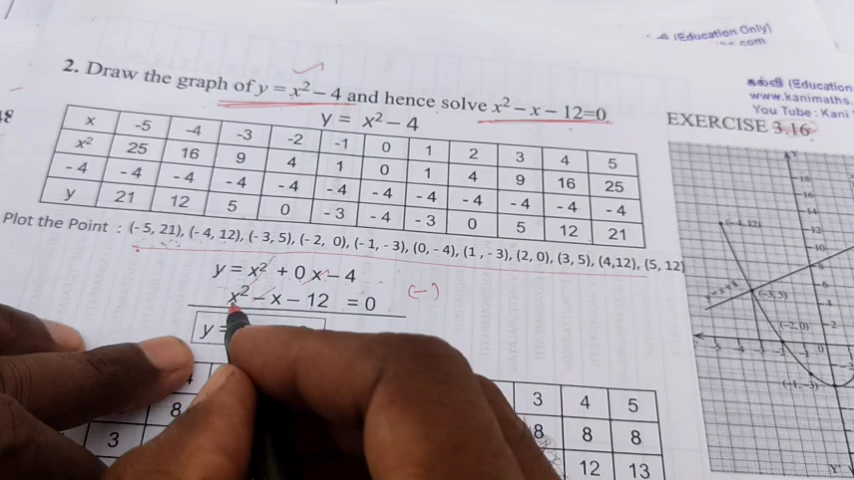 (Education Only)
2. Draw the graph of y = x² – 4 and hence solve x² – x – 12=0
(Education
www.kanimaths.
You Tube : Kani
EXERCISE 3.16
y = x² – 4
x -5 -4 -3 -2 -1 0 1 2 3 4 5
x² 25 16 9 4 1 0 1 4 9 16 25
- 4 - 4 - 4 - 4 - 4 - 4 - 4 - 4 - 4 - 4 - 4 - 4
y 21 12 5 0 - 3 - 4 - 3 0 5 12 21
Plot the Point : (- 5, 21), (- 4, 12), (- 3, 5), (- 2, 0), (- 1, - 3), (0, - 4), (1 , - 3), (2, 0), (3, 5), (4,12), (5, 12)
y = x² + 0 x – 4
x² – x – 12 = 0 (–)
y =
3 4 5
8 8 8 8
3 12 13
(-4, 12)
(-3, 5)
(-2, 0)
(-1, -3)